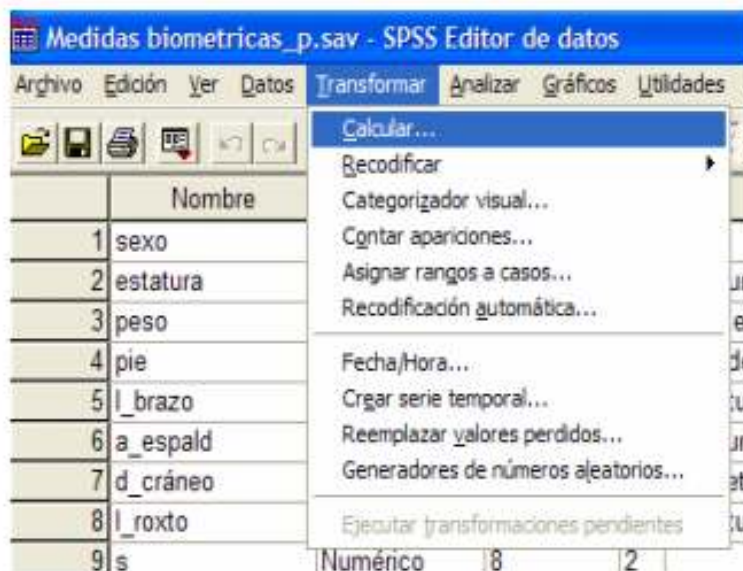 Medidas biometricas_p.sav - SPSS Editor de datos
Archivo Edición Ver Datos Transformar Analizar Gráficos Utilidades
Calcular...
Recodificar
Categorizador visual...
Contar apariciones...
Asignar rangos a casos...
Recodificación automática...
Fecha/Hora...
Crear serie temporal...
Reemplazar valores perdidos...
Generadores de números aleatorios...
Ejecutar transformaciones pendientes
Nombre
1 sexo
2 estatura
3 peso
4 pie
5 l_brazo
6 a_espald
7 d_cráneo
8 l_roxto
9 s Numérico 8 2